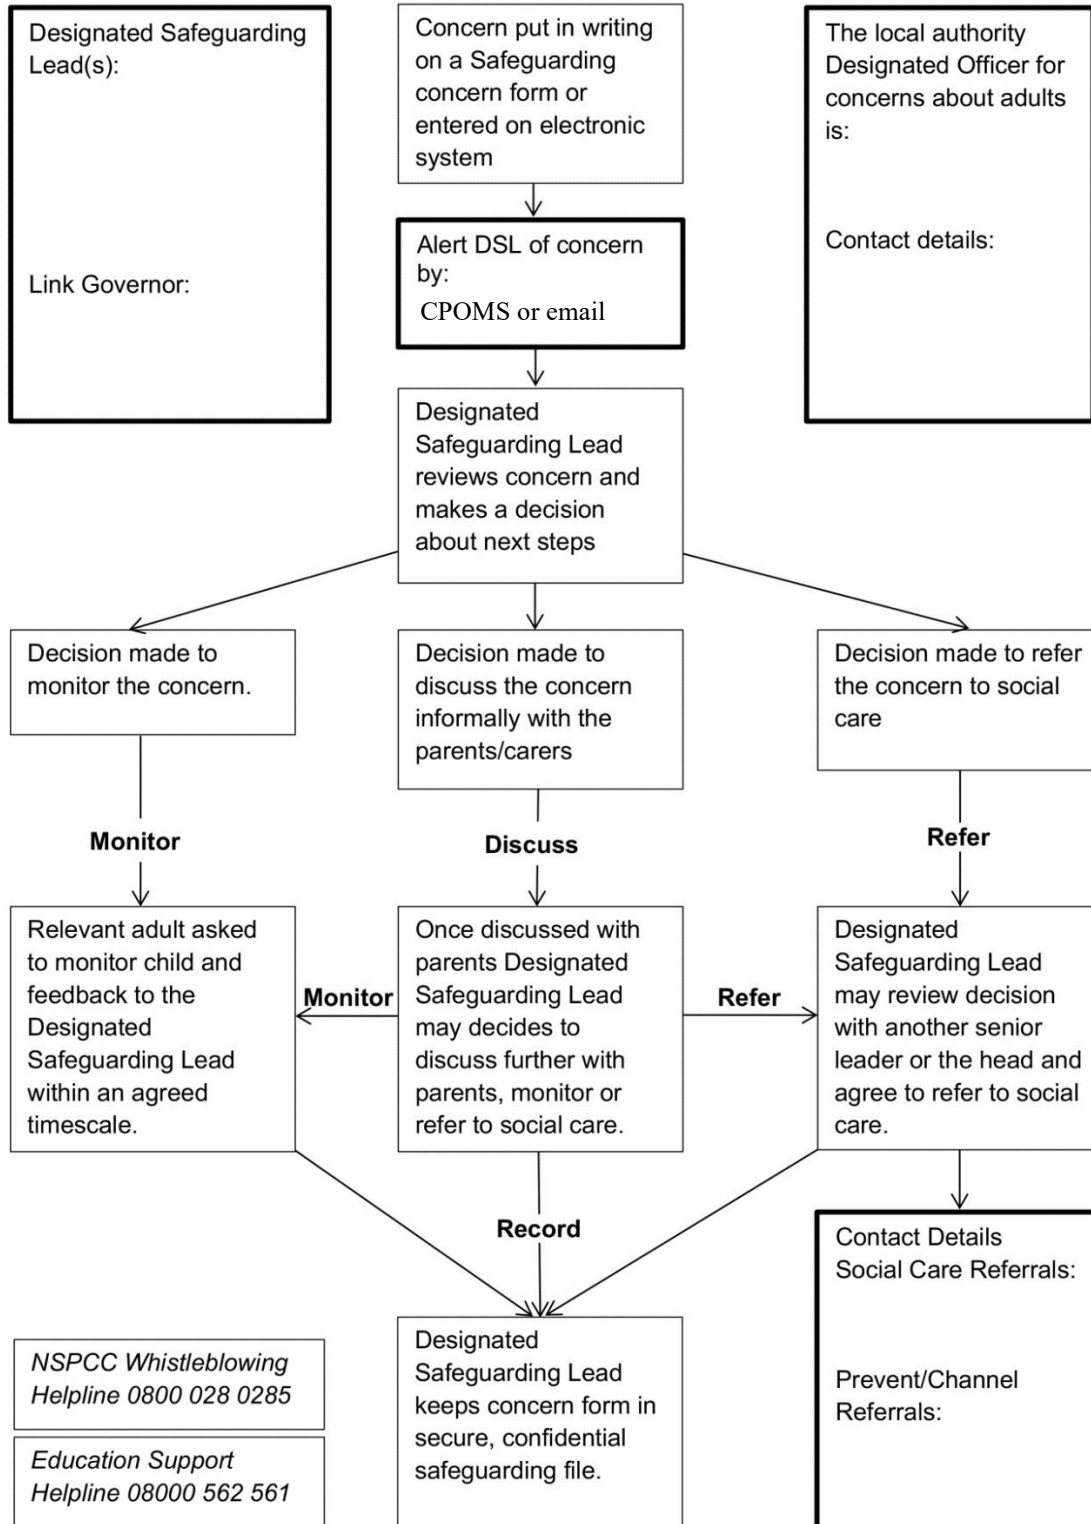 Designated Safeguarding
Lead(s):
Link Governor:
Concern put in writing
on a Safeguarding
concern form or
entered on electronic
system
The local authority
Designated Officer for
concerns about adults
is:
Contact details:
Alert DSL of concern
by:
CPOMS or email
Designated
Safeguarding Lead
reviews concern and
makes a decision
about next steps
Decision made to
monitor the concern.
Decision made to
discuss the concern
informally with the
parents/carers
Decision made to refer
the concern to social
care
Monitor
Discuss
Refer
Relevant adult asked
to monitor child and
feedback to the
Designated
Safeguarding Lead
within an agreed
timescale.
Monitor
Once discussed with
parents Designated
Safeguarding Lead
may decides to
discuss further with
parents, monitor or
refer to social care.
Refer
Designated
Safeguarding Lead
may review decision
with another senior
leader or the head and
agree to refer to social
care.
Record
Contact Details
Social Care Referrals:
Prevent/Channel
Referrals:
Designated
Safeguarding Lead
keeps concern form in
secure, confidential
safeguarding file.
NSPCC Whistleblowing
Helpline 0800 028 0285
Education Support
Helpline 08000 562 561